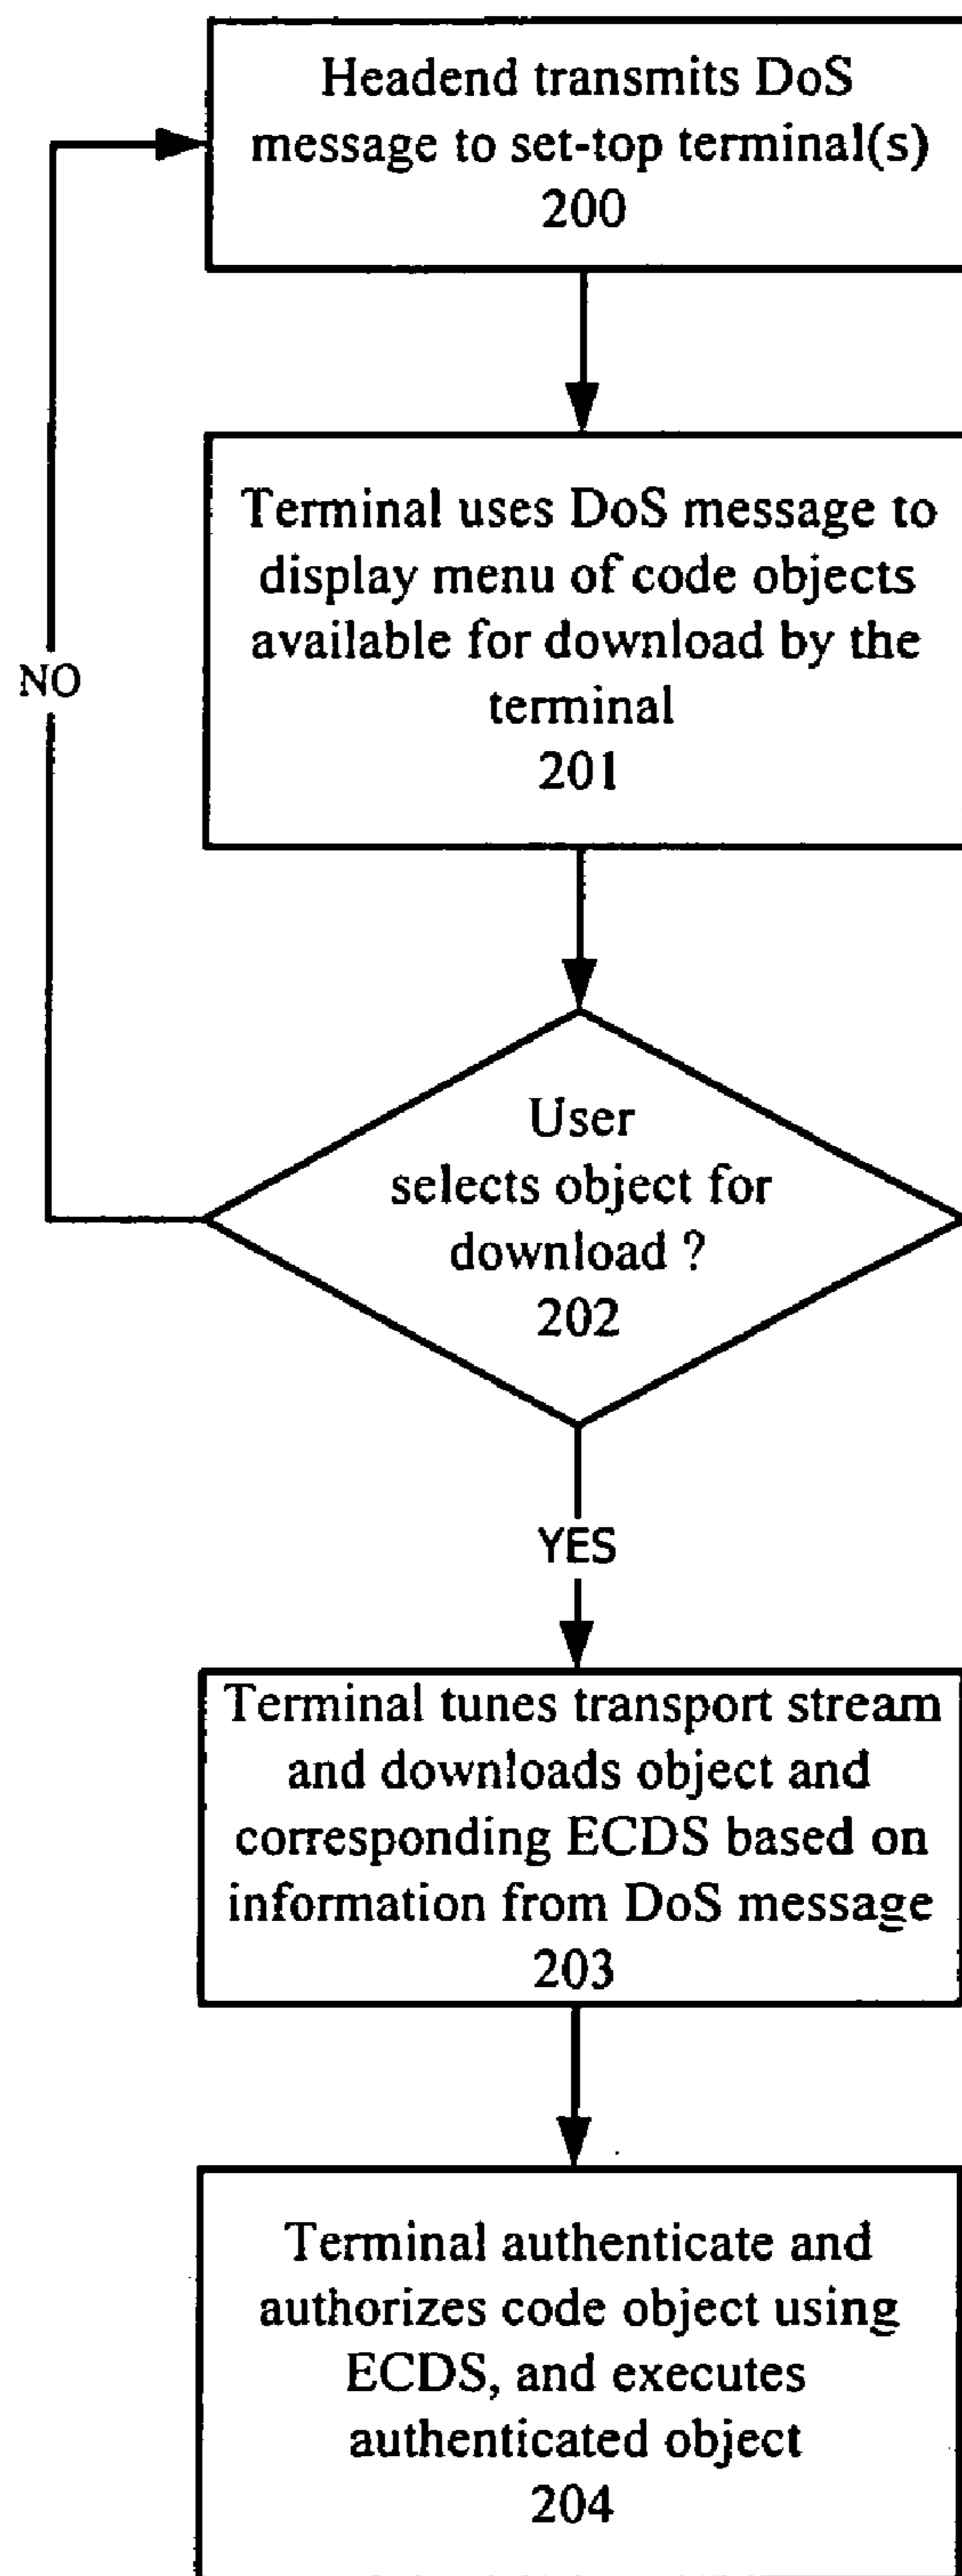 Headend transmits DoS
message to set-top terminal(s)
200
Terminal uses DoS message to
display menu of code objects
available for download by the
terminal
201
NO
User
selects object for
download ?
202
YES
Terminal tunes transport stream
and downloads object and
corresponding ECDS based on
information from DoS message
203
Terminal authenticate and
authorizes code object using
ECDS, and executes
authenticated object
204